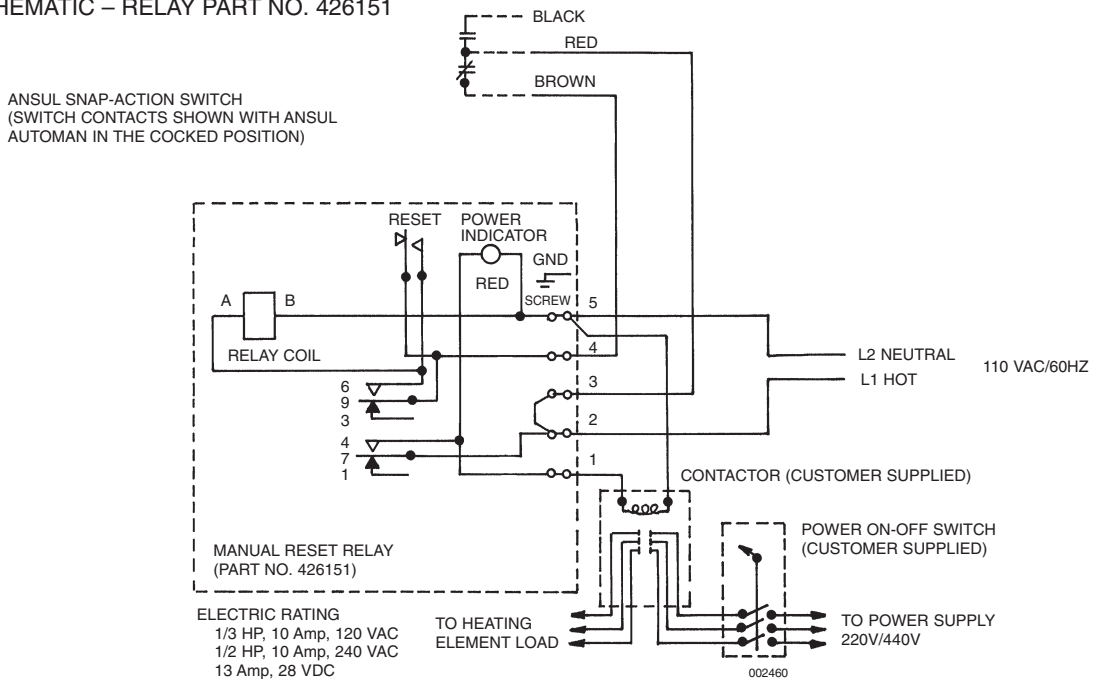 HEMATIC – RELAY PART NO. 426151
BLACK
RED
BROWN
ANSUL SNAP-ACTION SWITCH
(SWITCH CONTACTS SHOWN WITH ANSUL
AUTOMAN IN THE COCKED POSITION)
RESET
POWER
INDICATOR
RED
GND
SCREW
A
B
RELAY COIL
5
4
3
2
1
6
9
3
4
7
1
L2 NEUTRAL
L1 HOT
110 VAC/60HZ
CONTACTOR (CUSTOMER SUPPLIED)
POWER ON-OFF SWITCH
(CUSTOMER SUPPLIED)
MANUAL RESET RELAY
(PART NO. 426151)
ELECTRIC RATING
1/3 HP, 10 Amp, 120 VAC
1/2 HP, 10 Amp, 240 VAC
13 Amp, 28 VDC
TO HEATING
ELEMENT LOAD
TO POWER SUPPLY
220V/440V
002460